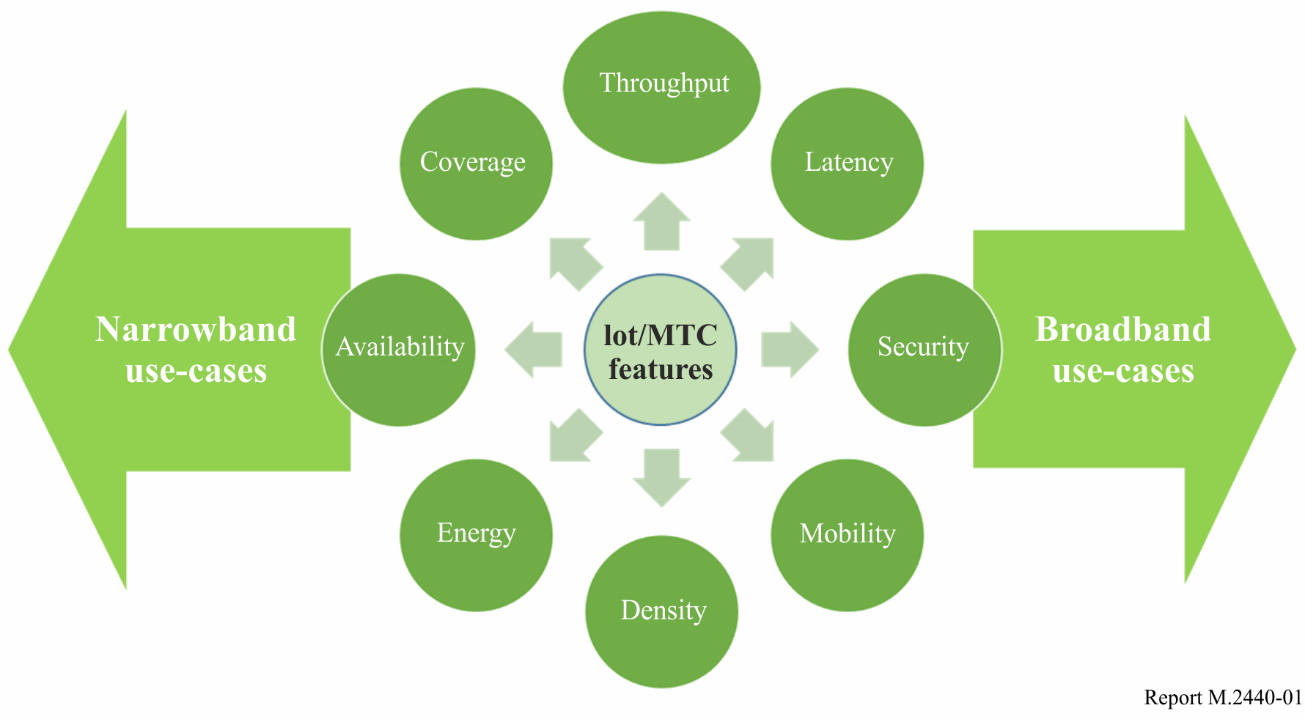 Throughput
Coverage
Latency
Narrowband
use-cases
Availability
lot/MTC
features
Security
Broadband
use-cases
Energy
Mobility
Density
Report M.2440-01